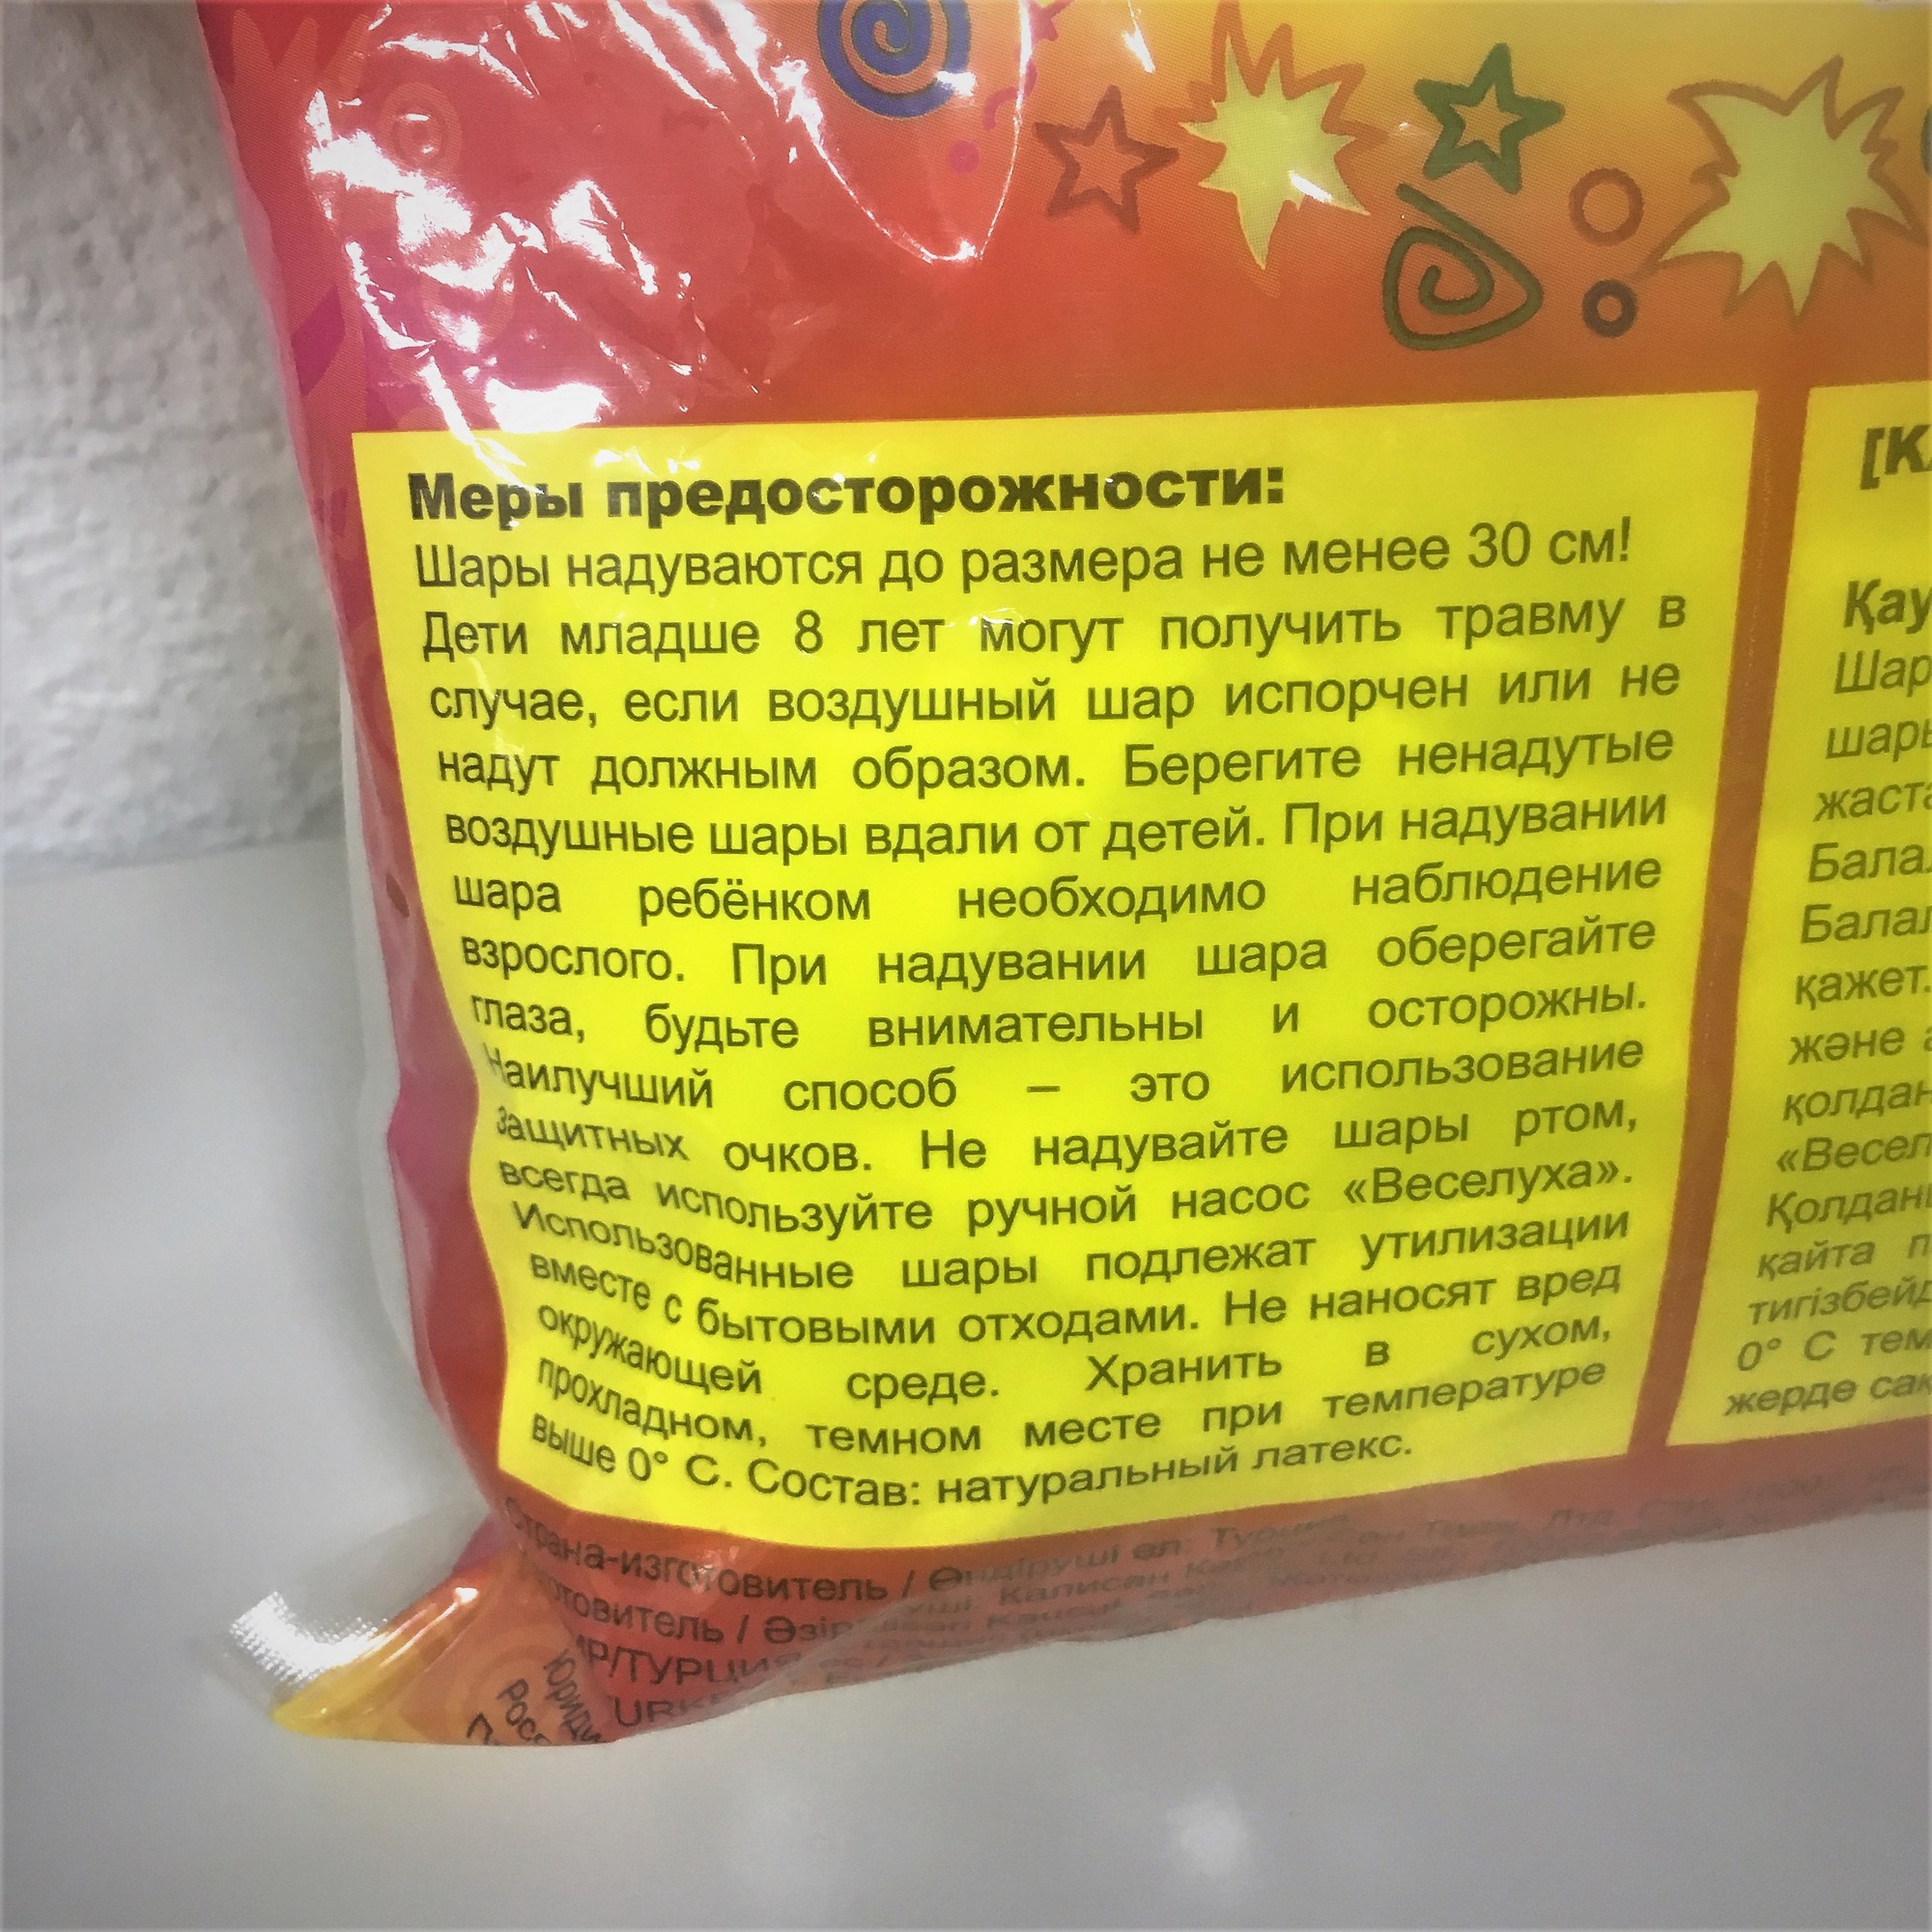 Меры предосторожности:
Шары надуваются до размера не менее 30 см!
Дети младше 8 лет могут получить травму в
случае, если воздушный шар испорчен или не
надут должным образом. Берегите ненадутые
воздушные шары вдали от детей. При надувании
шара ребёнком необходимо наблюдение
взрослого. При надувании шара оберегайте
глаза, будьте внимательны и осторожны.
Наилучший способ – это использование
защитных очков. Не надувайте шары ртом,
всегда используйте ручной насос «Веселуха».
Использованные шары подлежат утилизации
вместе с бытовыми отходами. Не наносят вред
окружающей среде. Хранить в сухом,
прохладном, темном месте при температуре
выше 0° С. Состав: натуральный латекс.
Страна-изготовитель / Өндіруші ел: Турция
[К
Қау
Шар
шары
жаста
Бала
Балал
қажет.
және
қолдан
«Весел
Қолдан
қайта
тигізбейд
0° С тем
жерде сақ